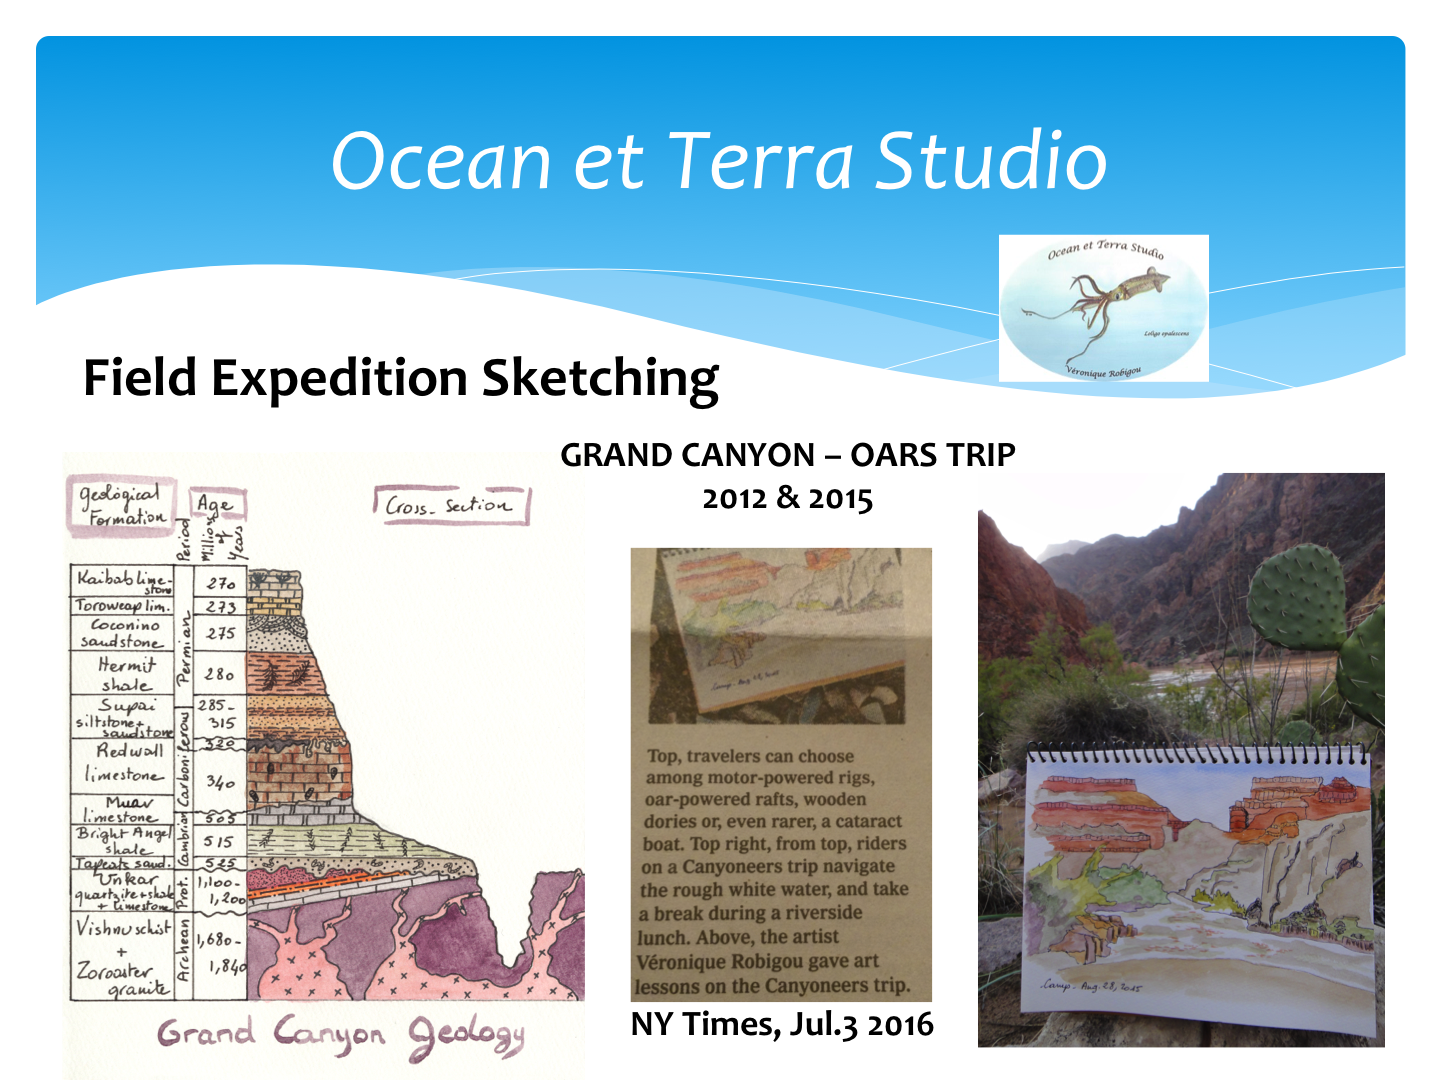 Ocean et Terra Studio
Ocean et Terra Studio
Loligo opalescens
Véronique Robigou
Field Expedition Sketching
GRAND CANYON – OARS TRIP
2012 & 2015
Geological
Formation
Period
Age
Millions
of
Years
Cross-Section
Kaibab lime-
stone
270
Toroweap lim.
273
Coconino
sandstone
275
Hermit
shale
280
Permian
Supai
siltstone+
sandstone
285-
315
320
Redwall
limestone
340
Carboniferous
Muav
limestone
505
Bright Angel
shale
515
Tapeats sand.
525
Cambrian
Unkar
quartzite+shale
+ limestone
Prot.
1,100-
1,200
Vishnu schist
+
Zoroaster
granite
Archean
1,680-
1,840
Grand Canyon Geology
Camp. Aug 28, 2015
Top, travelers can choose
among motor-powered rigs,
oar-powered rafts, wooden
dories or, even rarer, a cataract
boat. Top right, from top, riders
on a Canyoneers trip navigate
the rough white water, and take
a break during a riverside
lunch. Above, the artist
Véronique Robigou gave art
lessons on the Canyoneers trip.
NY Times, Jul.3 2016
Camp. Aug. 28, 2015